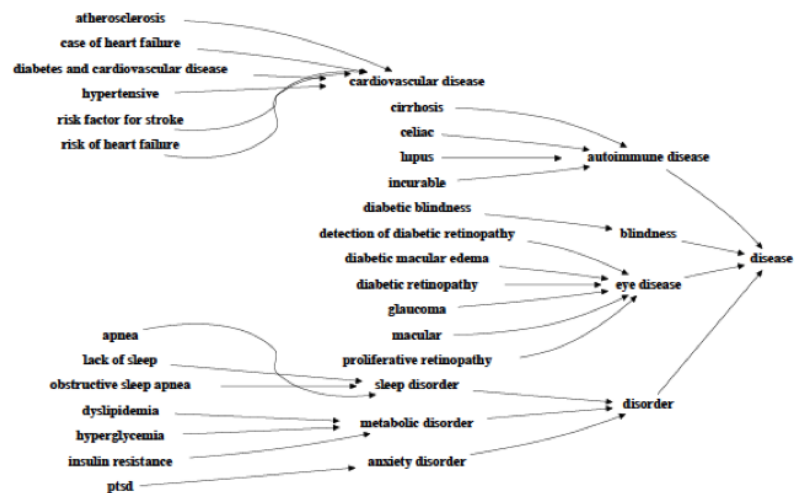 atherosclerosis
case of heart failure
diabetes and cardiovascular disease
hypertensive
risk factor for stroke
risk of heart failure
cardiovascular disease
cirrhosis
celiac
lupus
incurable
autoimmune disease
diabetic blindness
detection of diabetic retinopathy
diabetic macular edema
diabetic retinopathy
glaucoma
macular
proliferative retinopathy
blindness
eye disease
disease
apnea
lack of sleep
obstructive sleep apnea
dyslipidemia
hyperglycemia
insulin resistance
ptsd
sleep disorder
metabolic disorder
anxiety disorder
disorder